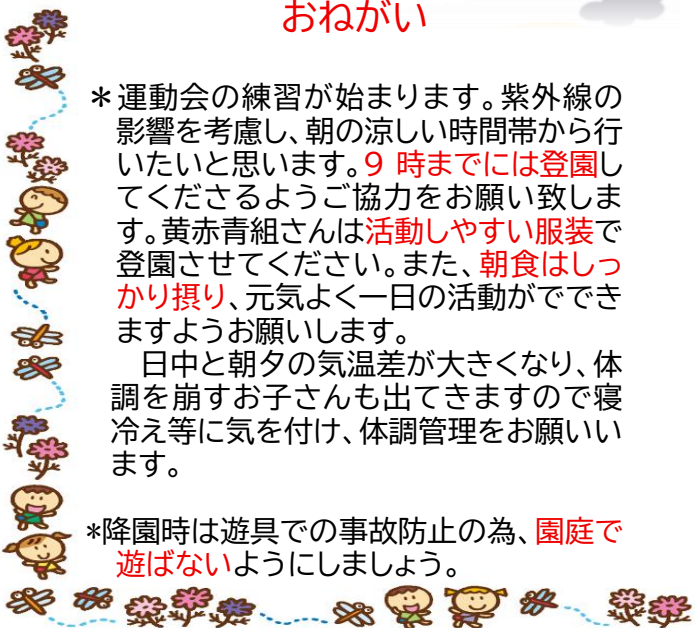 おねがい
＊運動会の練習が始まります。紫外線の
影響を考慮し、朝の涼しい時間帯から行
いたいと思います。9 時までには登園し
てくださるようご協力をお願い致しま
す。黄赤青組さんは活動しやすい服装で
登園させてください。また、朝食はしっ
かり摂り、元気よく一日の活動がででき
ますようお願いします。
日中と朝夕の気温差が大きくなり、体
調を崩すお子さんも出てきますので寝
冷え等に気を付け、体調管理をお願いい
ます。
*降園時は遊具での事故防止の為、園庭で
遊ばないようにしましょう。